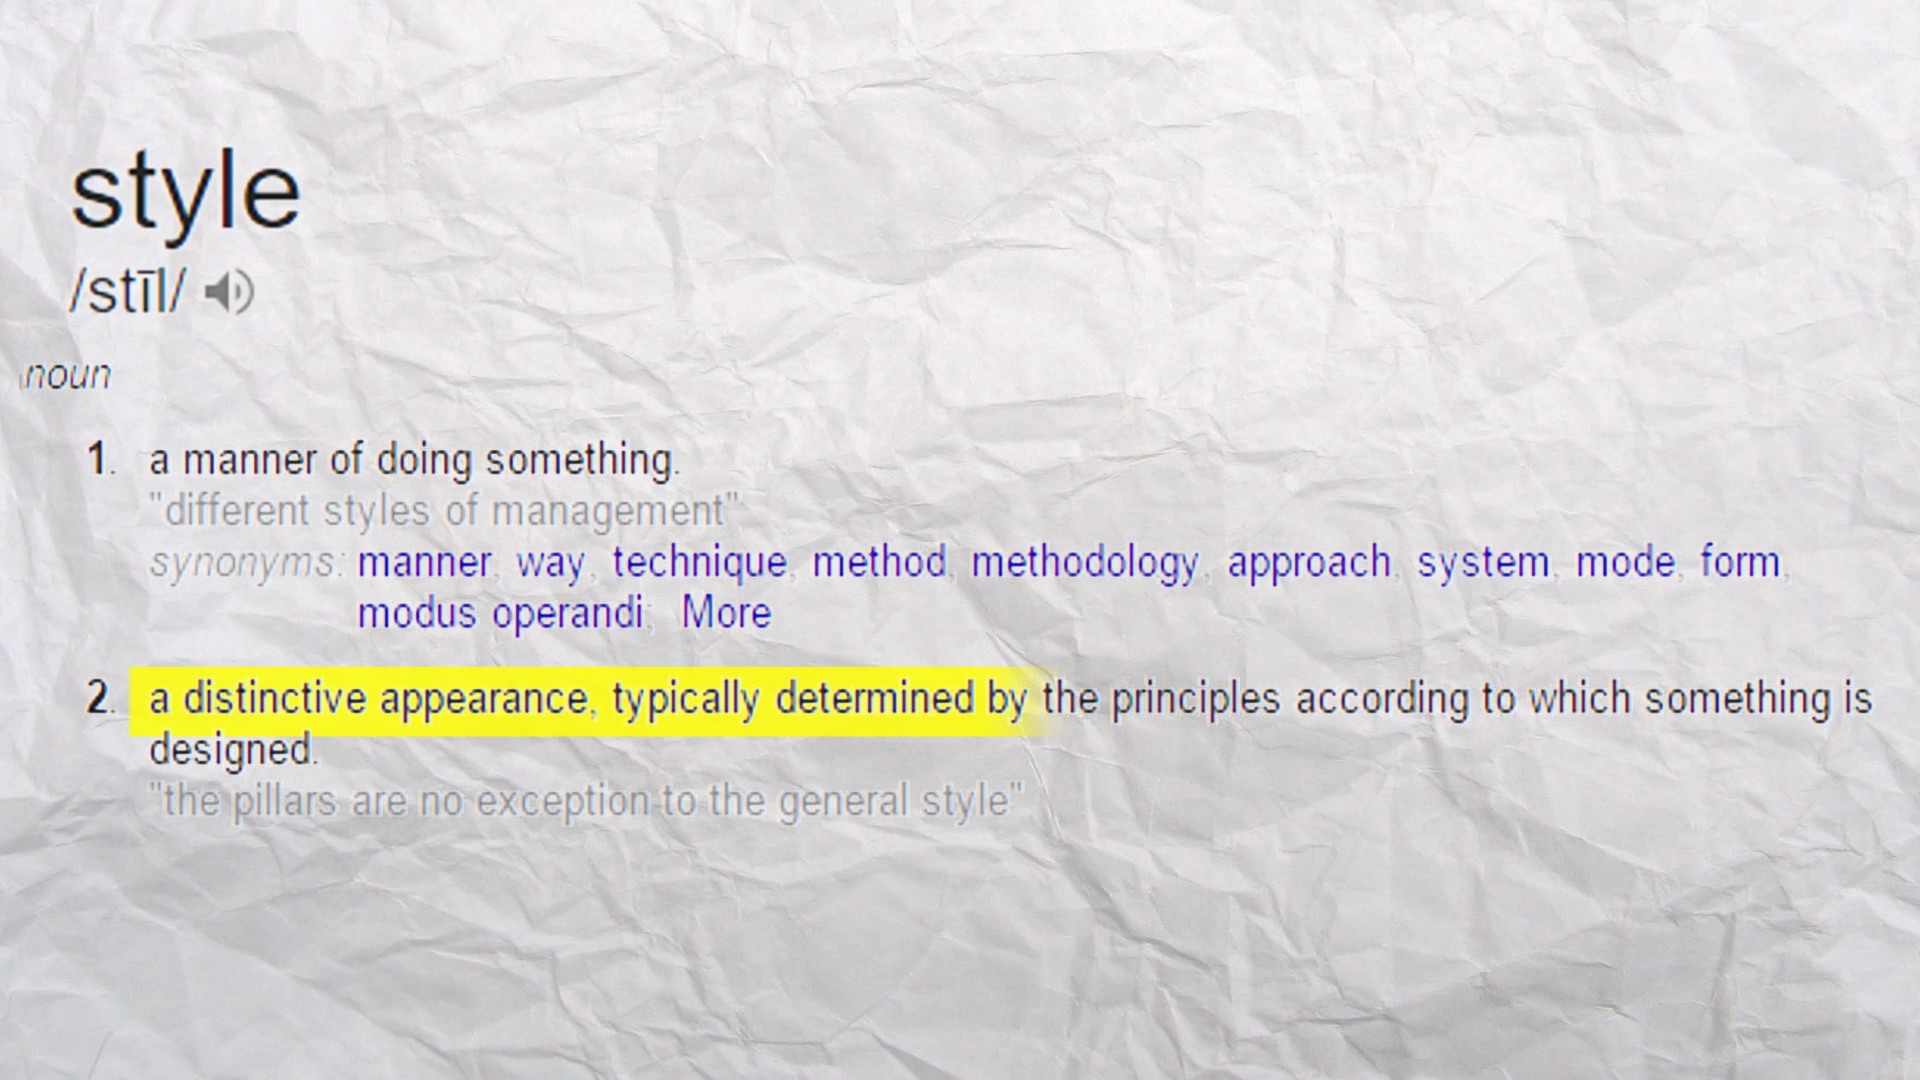 style
/stīl/
noun
1. a manner of doing something.
"different styles of management"
synonyms: manner, way, technique, method, methodology, approach, system, mode, form,
modus operandi; More
2. a distinctive appearance, typically determined by the principles according to which something is
designed.
"the pillars are no exception to the general style"